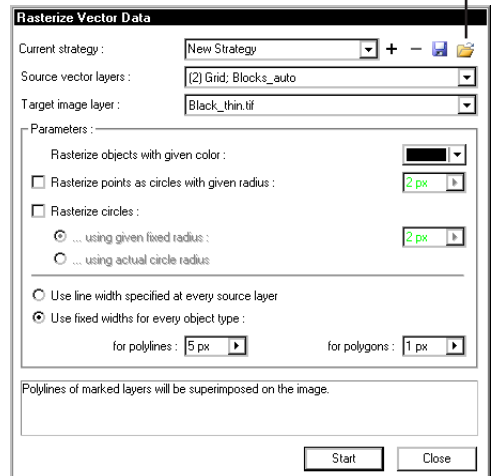 Rasterize Vector Data
Current strategy : New Strategy
Source vector layers : (2) Grid; Blocks_auto
Target image layer : Black_thin.tif
Parameters :
Rasterize objects with given color :
Rasterize points as circles with given radius : 2 px
Rasterize circles :
... using given fixed radius : 2 px
... using actual circle radius
Use line width specified at every source layer
Use fixed widths for every object type :
for polylines : 5 px for polygons : 1 px
Polylines of marked layers will be superimposed on the image.
Start Close